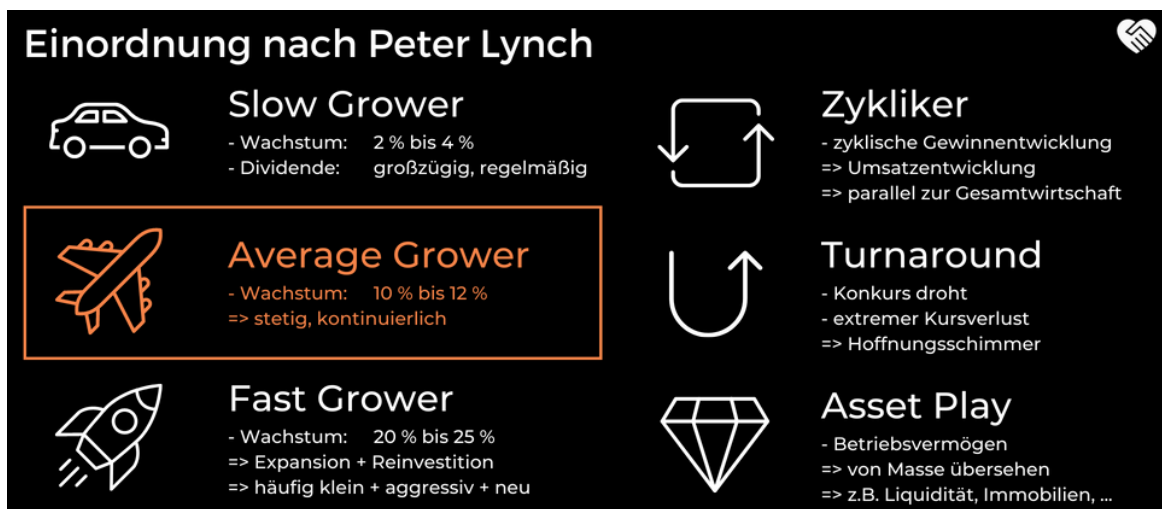 Einordnung nach Peter Lynch
Slow Grower
- Wachstum: 2 % bis 4 %
- Dividende: großzügig, regelmäßig
Average Grower
- Wachstum: 10 % bis 12 %
=> stetig, kontinuierlich
Fast Grower
- Wachstum: 20 % bis 25 %
=> Expansion + Reinvestition
=> häufig klein + aggressiv + neu
Zykliker
- zyklische Gewinnentwicklung
=> Umsatzentwicklung
=> parallel zur Gesamtwirtschaft
Turnaround
- Konkurs droht
- extremer Kursverlust
=> Hoffnungsschimmer
Asset Play
- Betriebsvermögen
=> von Masse übersehen
=> z.B. Liquidität, Immobilien, ...